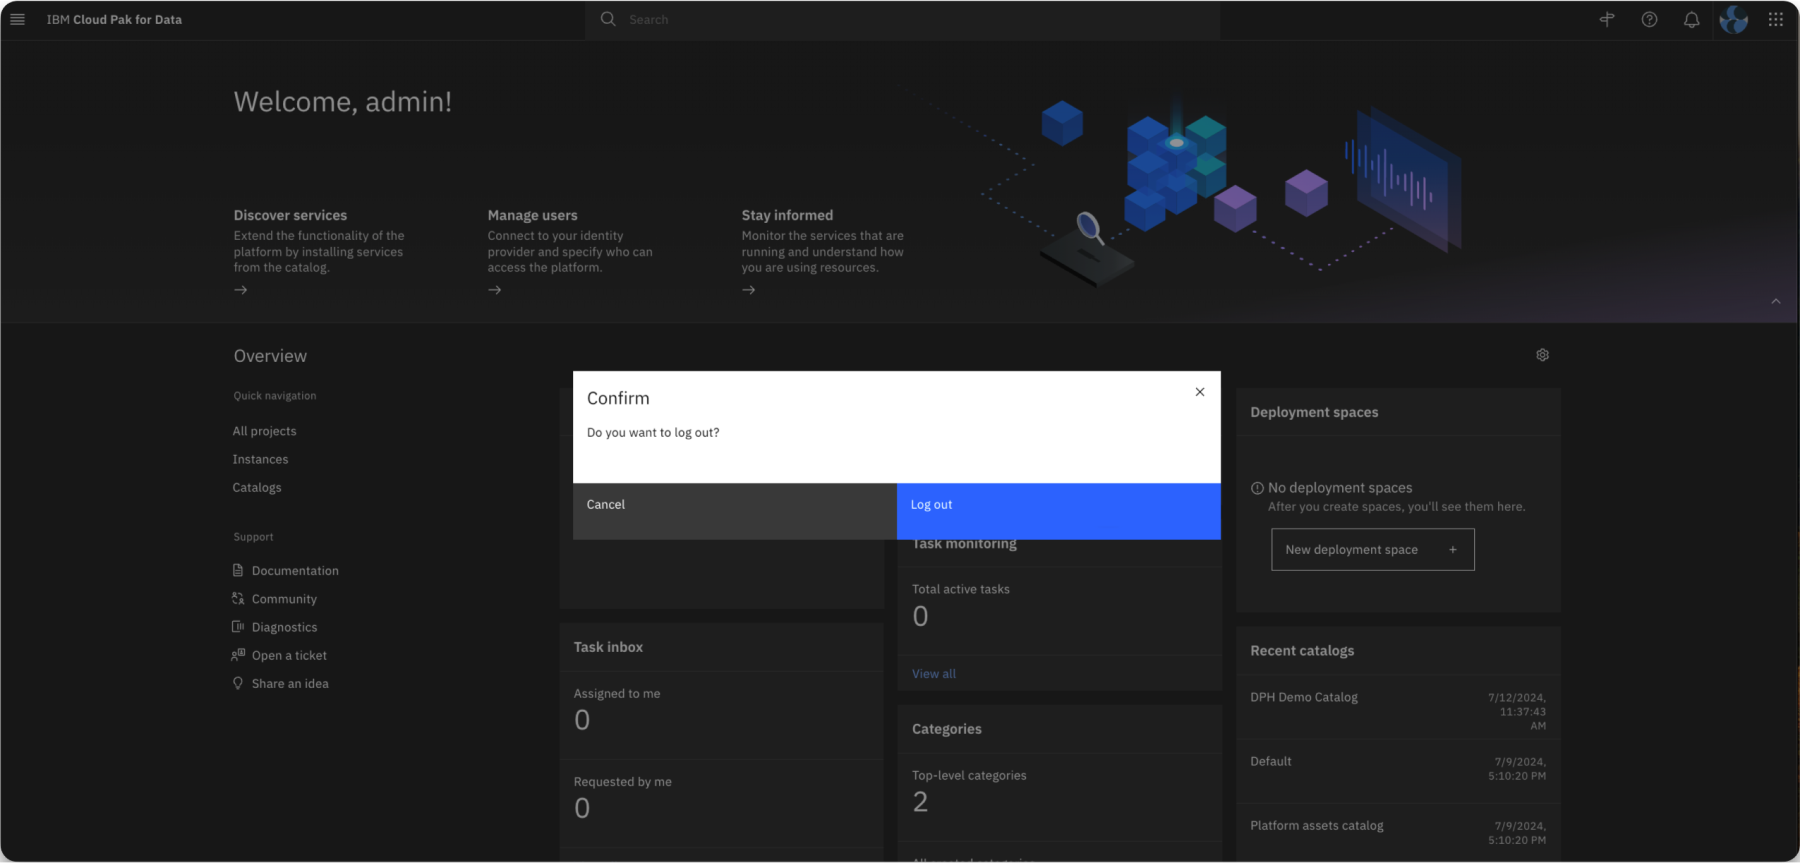 IBM Cloud Pak for Data
Search
Welcome, admin!
Discover services
Extend the functionality of the
platform by installing services
from the catalog.
Manage users
Connect to your identity
provider and specify who can
access the platform.
Stay informed
Monitor the services that are
running and understand how
you are using resources.
Overview
Quick navigation
All projects
Instances
Catalogs
Support
Documentation
Community
Diagnostics
Open a ticket
Share an idea
Confirm
Do you want to log out?
Cancel
Log out
Task inbox
Assigned to me
0
Requested by me
0
Task monitoring
Total active tasks
0
View all
Categories
Top-level categories
2
Deployment spaces
No deployment spaces
After you create spaces, you'll see them here.
New deployment space +
Recent catalogs
DPH Demo Catalog
7/12/2024,
11:37:43
AM
Default
7/9/2024,
5:10:20 PM
Platform assets catalog
7/9/2024,
5:10:20 PM